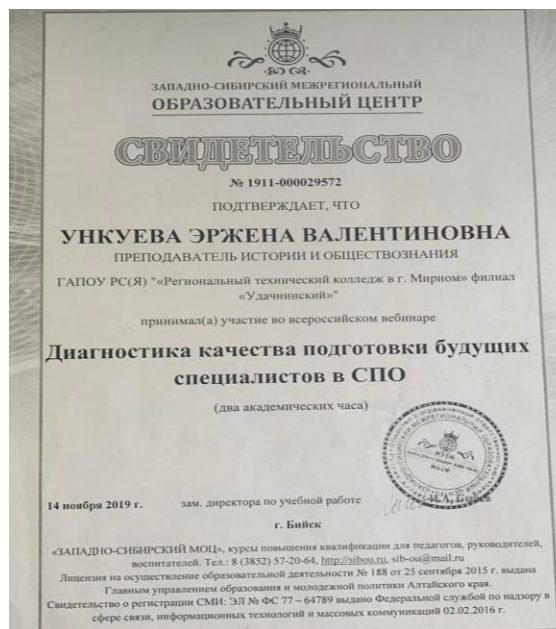 ЗАПАДНО-СИБИРСКИЙ МЕЖРЕГИОНАЛЬНЫЙ
ОБРАЗОВАТЕЛЬНЫЙ ЦЕНТР
СВИДЕТЕЛЬСТВО
№ 1911-000029572
ПОДТВЕРЖДАЕТ, ЧТО
УНКУЕВА ЭРЖЕНА ВАЛЕНТИНОВНА
ПРЕПОДАВАТЕЛЬ ИСТОРИИ И ОБЩЕСТВОЗНАНИЯ
ГАПОУ РС(Я) "«Региональный технический колледж в г. Мирном» филиал
«Удачнинский»"
принимал(а) участие во всероссийском вебинаре
Диагностика качества подготовки будущих
специалистов в СПО
(два академических часа)
14 ноября 2019 г. зам. директора по учебной работе
г. Бийск
«ЗАПАДНО-СИБИРСКИЙ МОЦ», курсы повышения квалификации для педагогов, руководителей,
воспитателей. Тел.: 8 (3852) 57-20-64, http://sibou.ru, sib-ou@mail.ru
Лицензия на осуществление образовательной деятельности № 188 от 25 сентября 2015 г. выдана
Главным управлением образования и молодежной политики Алтайского края.
Свидетельство о регистрации СМИ: ЭЛ № ФС 77 – 64789 выдано Федеральной службой по надзору в
сфере связи, информационных технологий и массовых коммуникаций 02.02.2016 г.